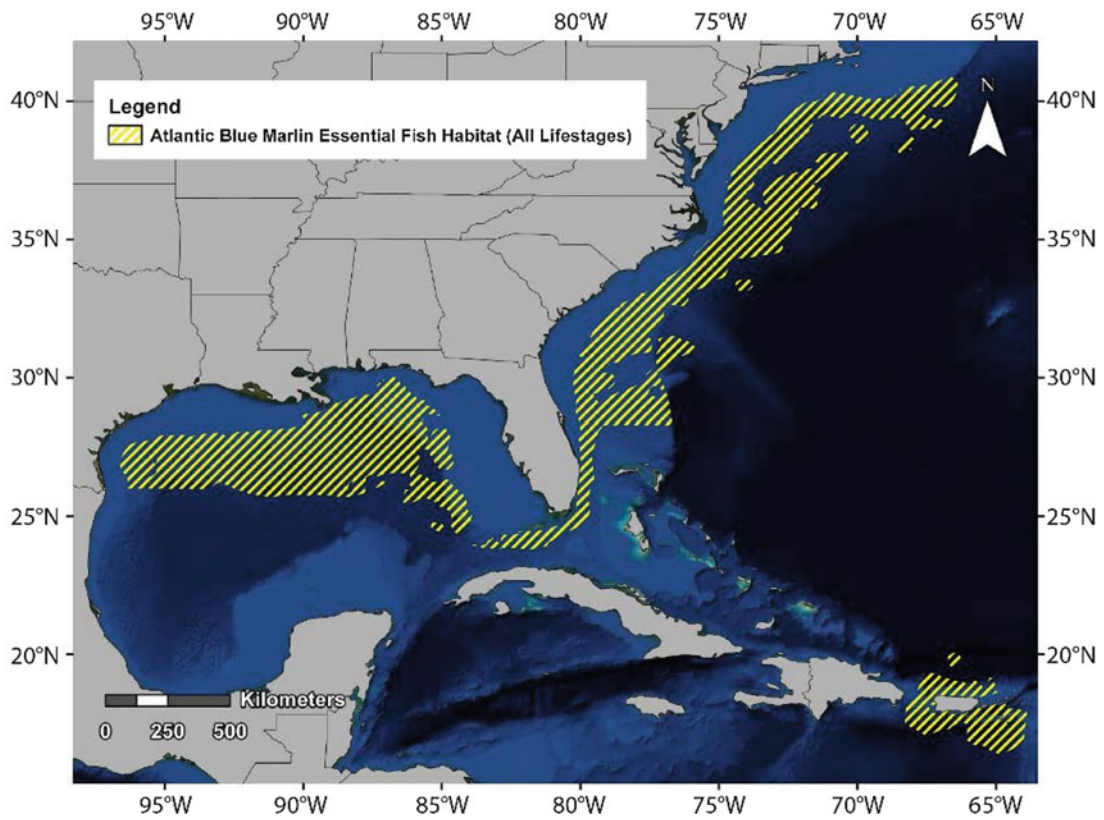 95°W 90°W 85°W 80°W 75°W 70°W 65°W
Legend
Atlantic Blue Marlin Essential Fish Habitat (All Lifestages)
N
40°N 40°N
35°N 35°N
30°N 30°N
25°N 25°N
20°N 20°N
Kilometers
0 250 500
95°W 90°W 85°W 80°W 75°W 70°W 65°W